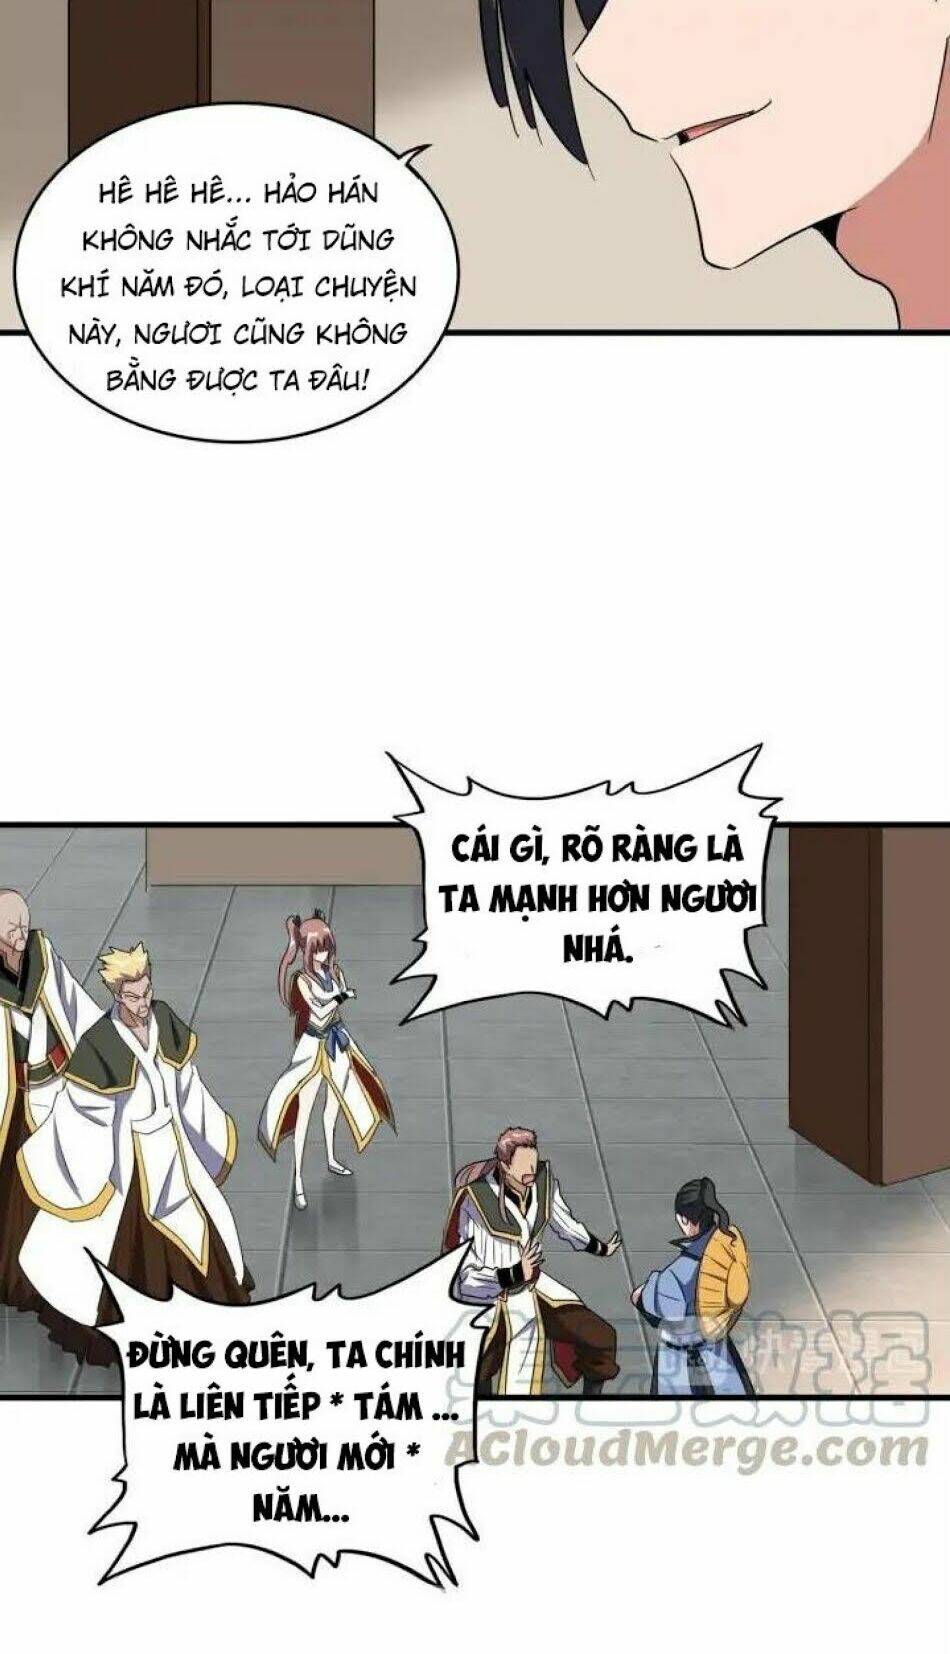 HÊ HÊ HÊ... HẢO HÁN
KHÔNG NHẮC TỚI DŨNG
KHÍ NĂM ĐÓ, LOẠI CHUYỆN
NÀY, NGƯƠI CŨNG KHÔNG
BẰNG ĐƯỢC TA ĐÂU!
CÁI GÌ, RÕ RÀNG LÀ
TA MẠNH HƠN NGƯƠI
NHÁ.
ĐỪNG QUÊN, TA CHÍNH
LÀ LIÊN TIẾP * TÁM ...
MÀ NGƯƠI MỚI *
NĂM...
ACloudMerge.com